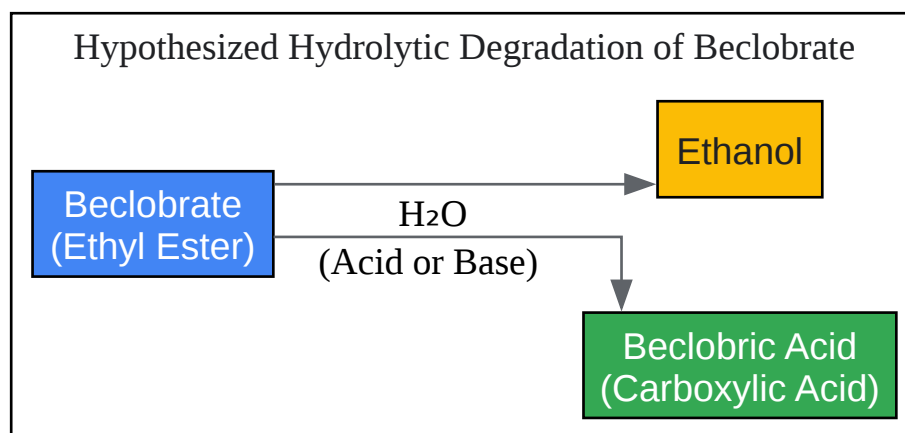 Hypothesized Hydrolytic Degradation of Beclobrate
Ethanol
Beclobrate
(Ethyl Ester)
H₂O
(Acid or Base)
Beclobric Acid
(Carboxylic Acid)